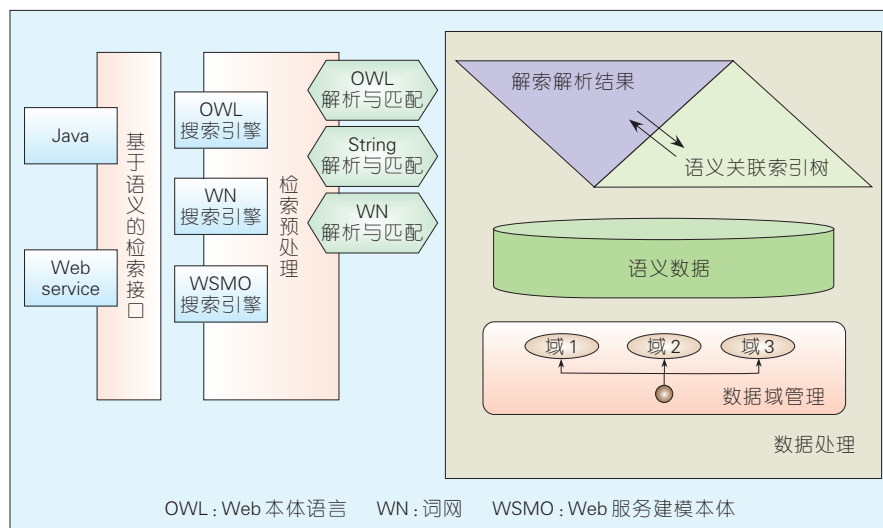 Java
Web
service
基于语义的检索接口
OWL
搜索引擎
WN
搜索引擎
WSMO
搜索引擎
检索预处理
OWL
解析与匹配
String
解析与匹配
WN
解析与匹配
解索解析结果
语义关联索引树
语义数据
域 1
域 2
域 3
数据域管理
数据处理
OWL:Web 本体语言 WN:词网 WSMO:Web 服务建模本体